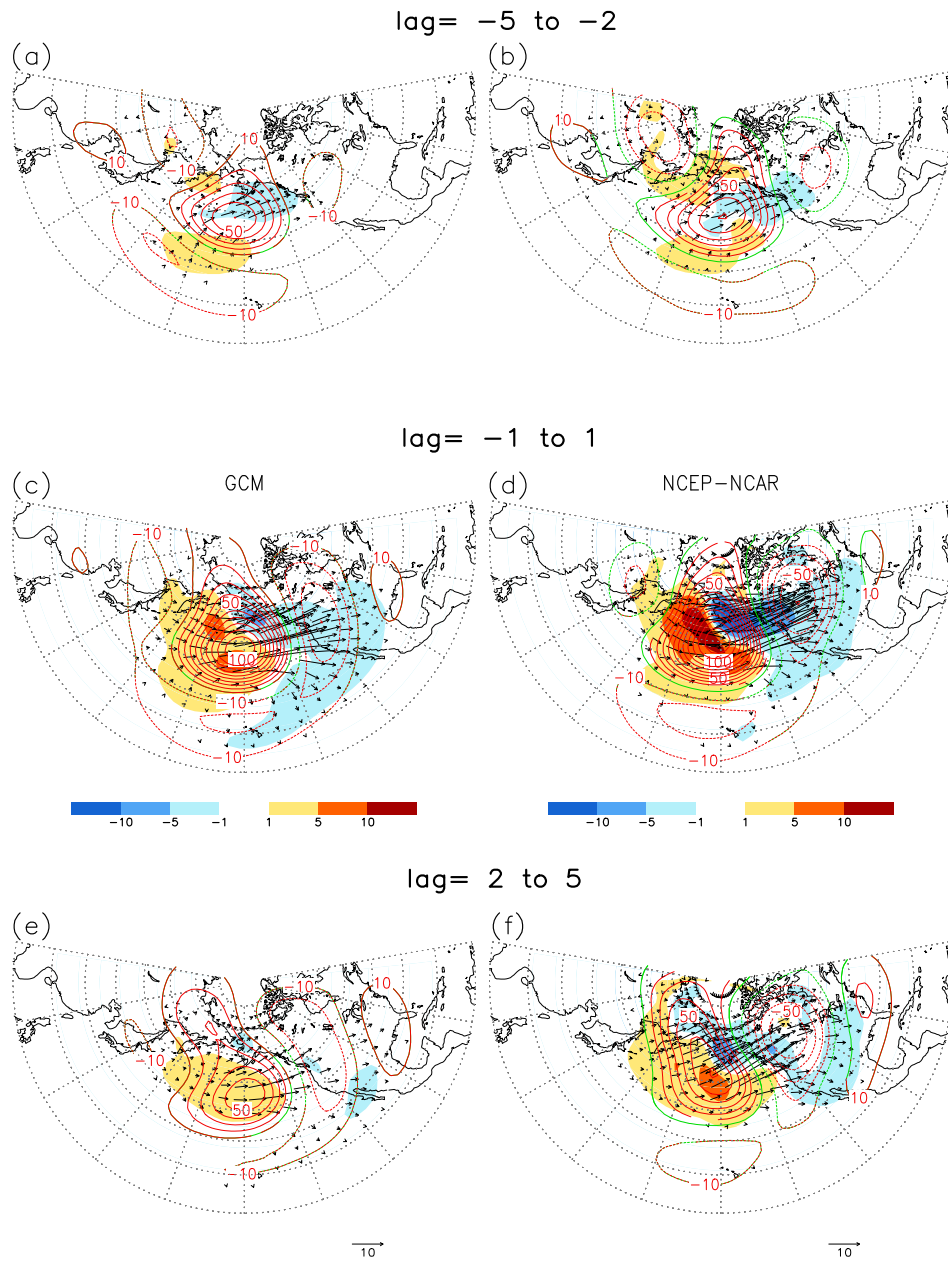 lag= −5 to −2
(a) (b)
10 10 −10 −10 −10 50 −10
10 50 −10
lag= −1 to 1
(c) GCM (d) NCEP−NCAR
−10 −10 10 50 100 −10 −10
50 −50 10 100 50 −10 −10
−10 −5 −1 1 5 10 −10 −5 −1 1 5 10
lag= 2 to 5
(e) (f)
−10 10 −10 50 −10
50 −50 10 −10
10 10